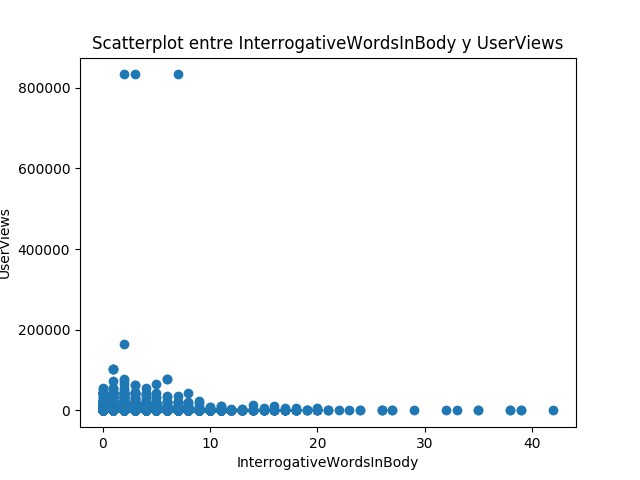 Scatterplot entre InterrogativeWordsInBody y UserViews
800000
600000
400000
200000
0
UserViews
0 10 20 30 40
InterrogativeWordsInBody